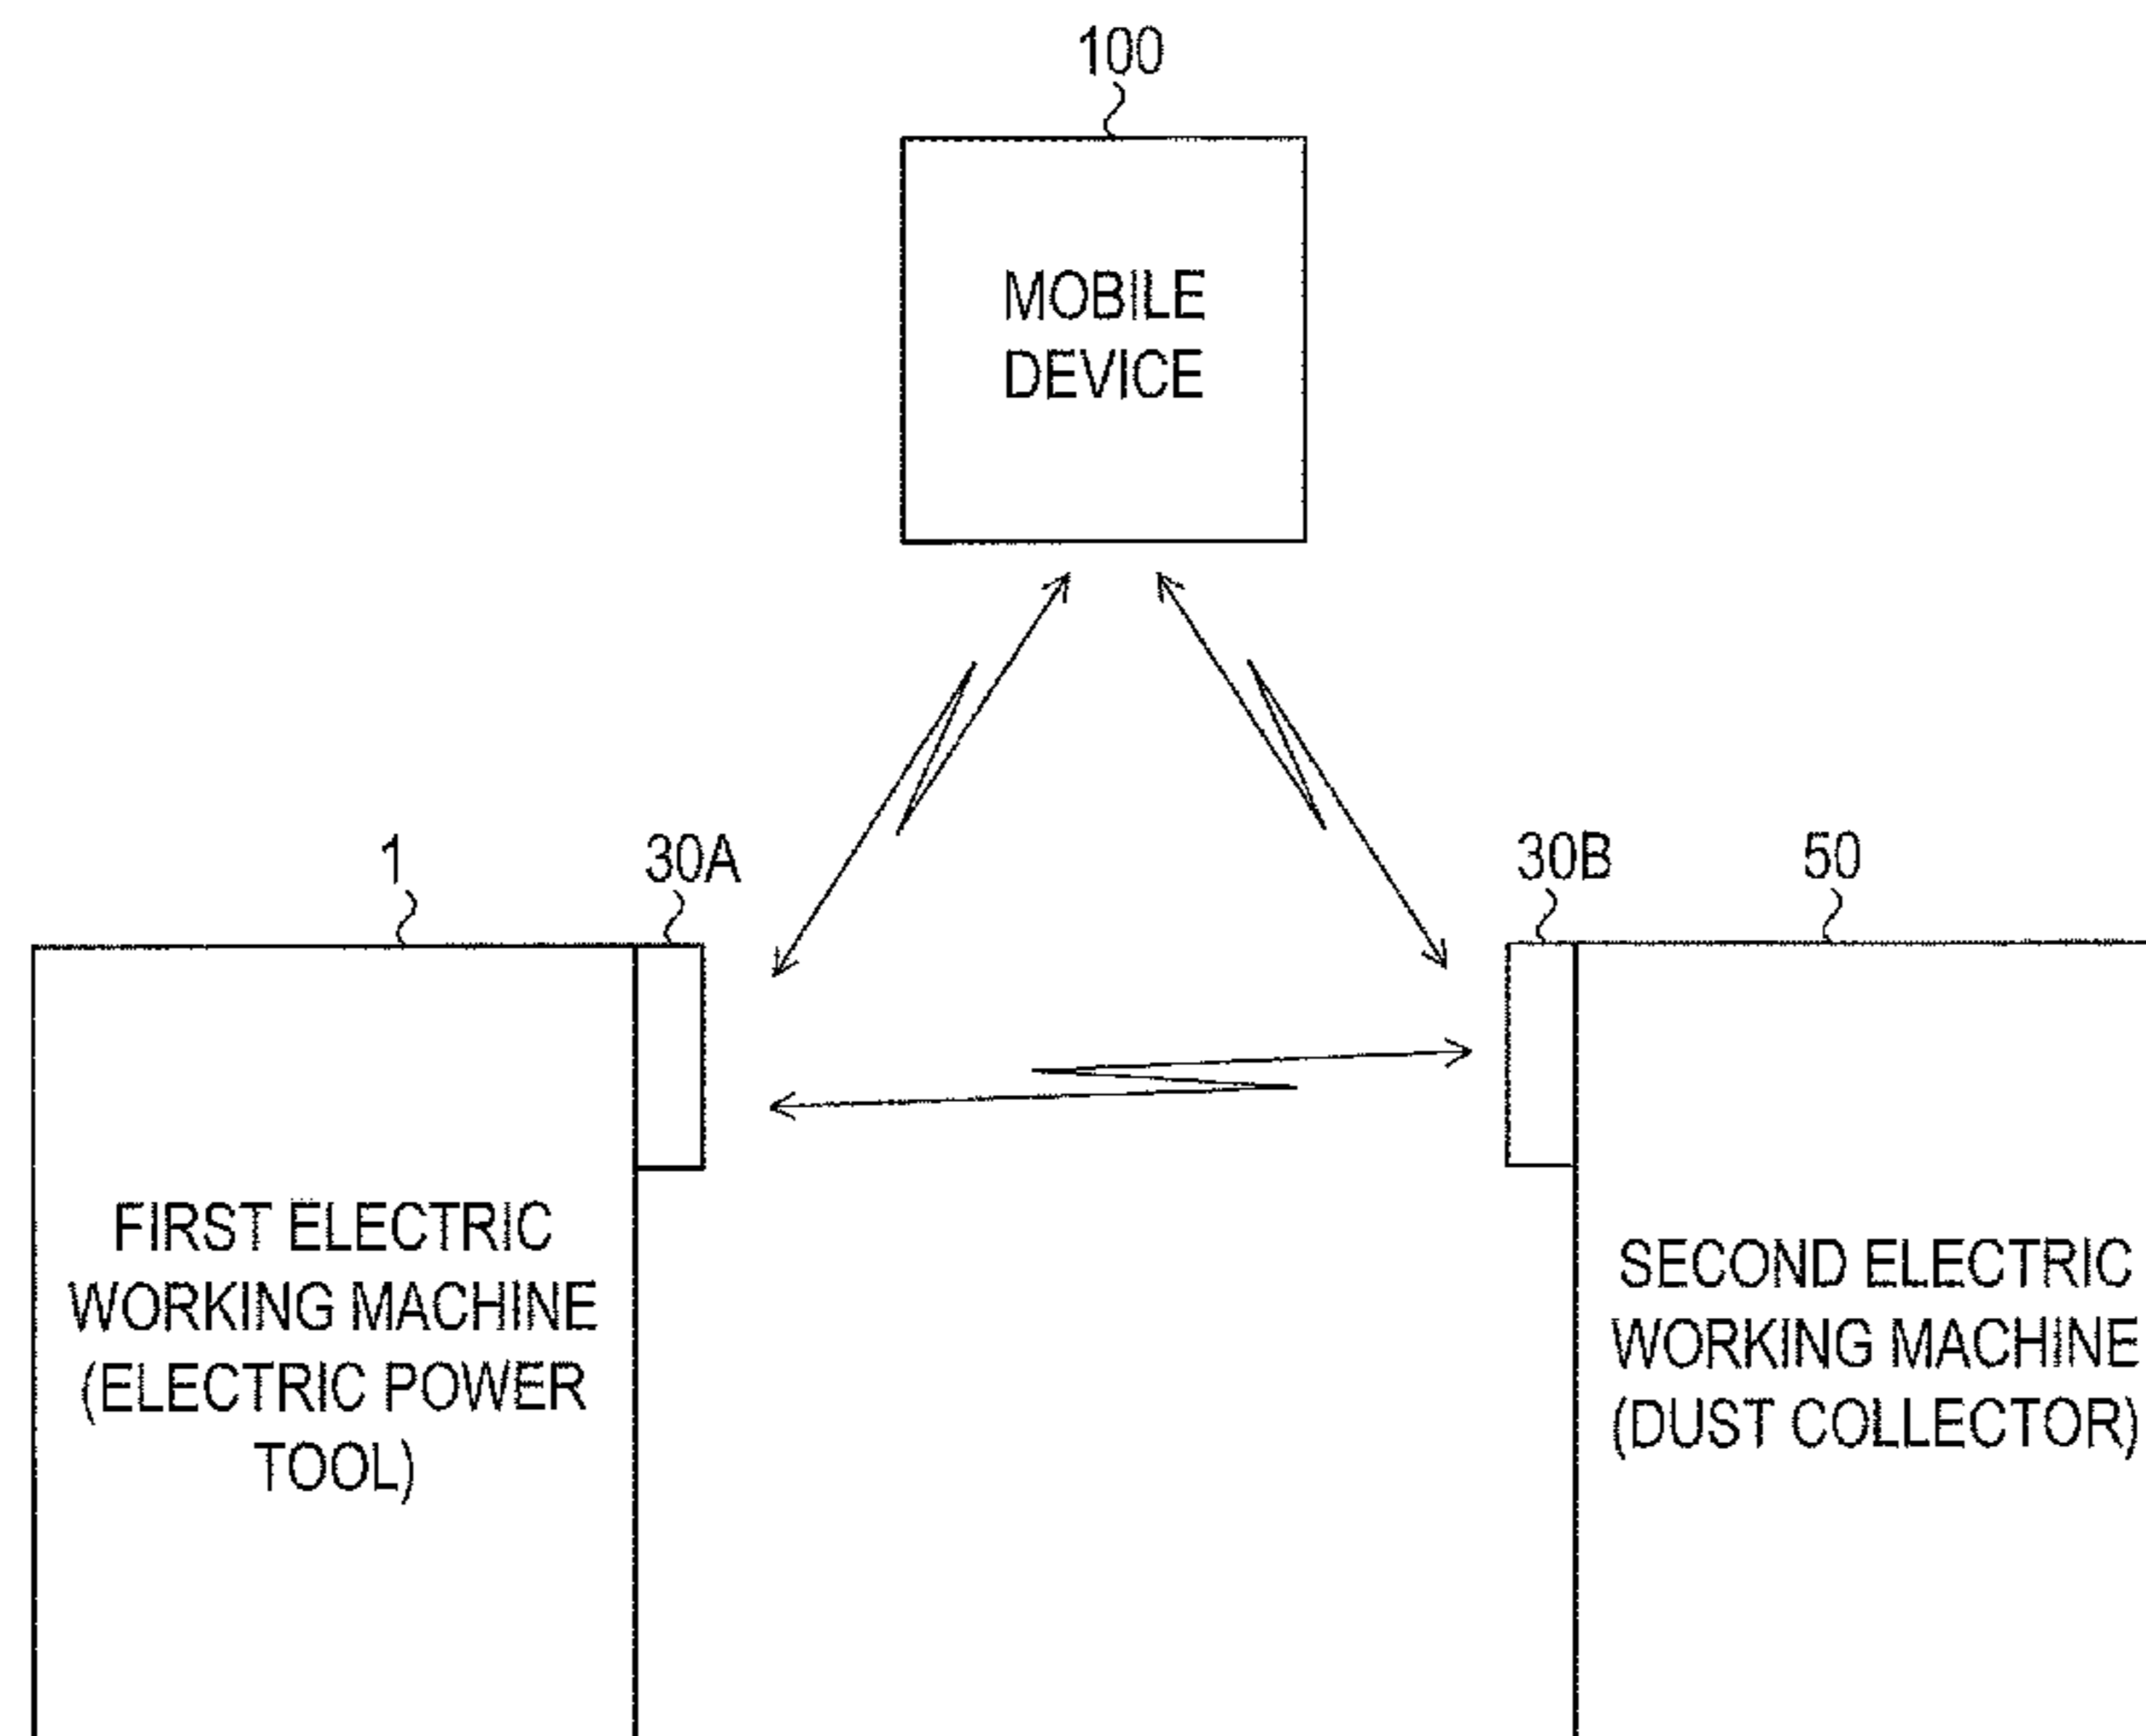 100
MOBILE
DEVICE
1
30A
30B
50
FIRST ELECTRIC
WORKING MACHINE
(ELECTRIC POWER
TOOL)
SECOND ELECTRIC
WORKING MACHINE
(DUST COLLECTOR)